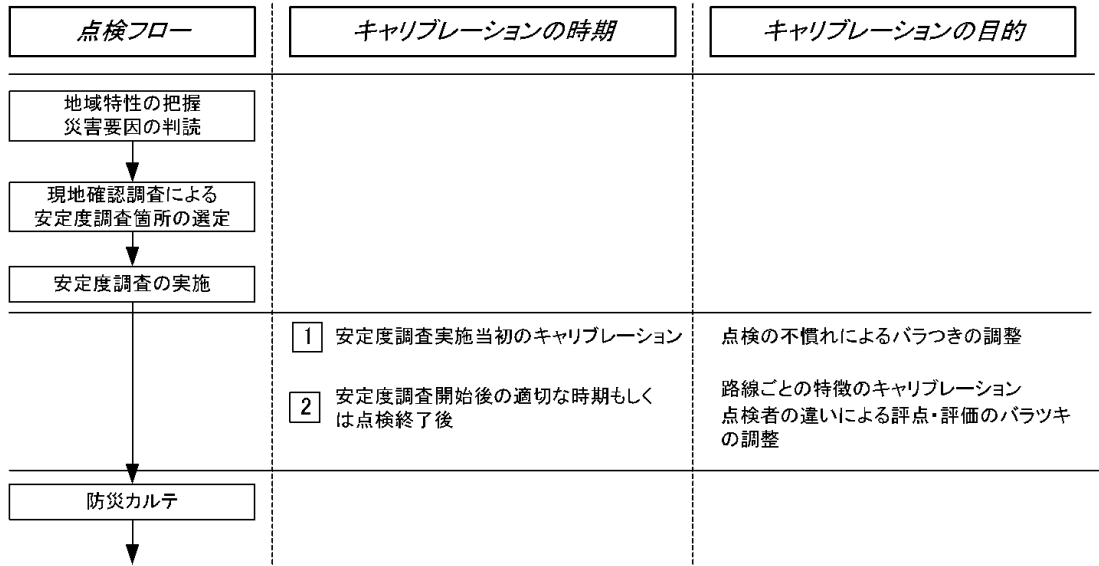 点検フロー
キャリブレーションの時期
キャリブレーションの目的
地域特性の把握
災害要因の判読
現地確認調査による
安定度調査箇所の選定
安定度調査の実施
1 安定度調査実施当初のキャリブレーション
点検の不慣れによるバラつきの調整
2 安定度調査開始後の適切な時期もしく
は点検終了後
路線ごとの特徴のキャリブレーション
点検者の違いによる評点・評価のバラツキ
の調整
防災カルテ